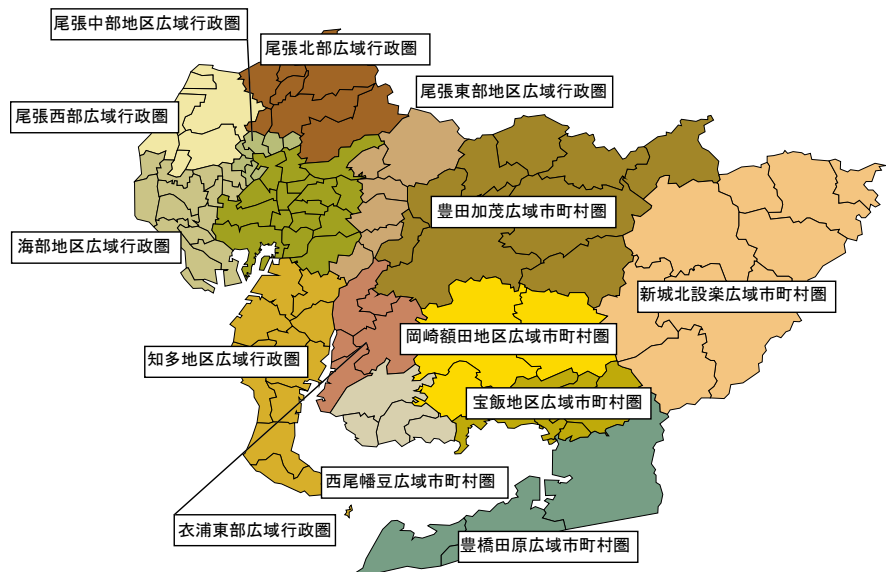 尾張中部地区広域行政圏
尾張北部広域行政圏
尾張東部地区広域行政圏
尾張西部広域行政圏
豊田加茂広域市町村圏
海部地区広域行政圏
新城北設楽広域市町村圏
岡崎額田地区広域市町村圏
知多地区広域行政圏
宝飯地区広域市町村圏
西尾幡豆広域市町村圏
衣浦東部広域行政圏
豊橋田原広域市町村圏